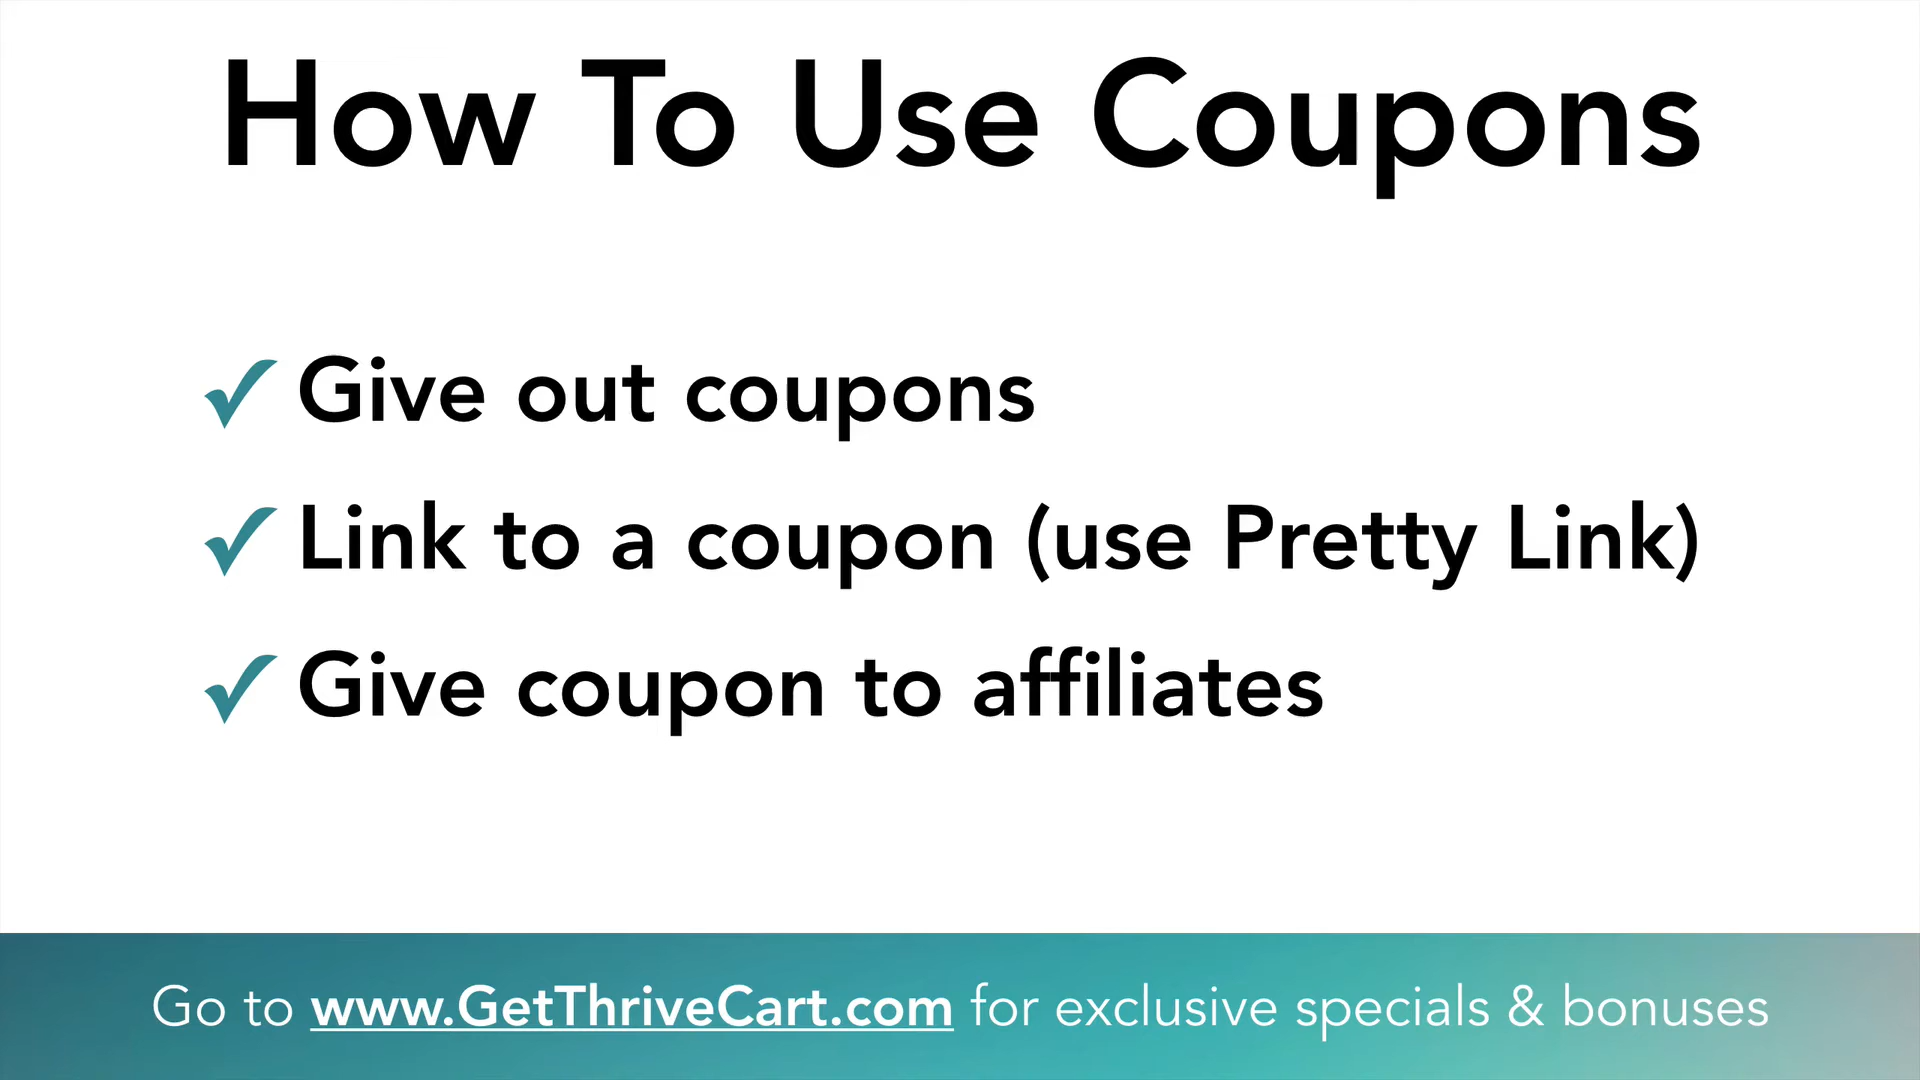 How To Use Coupons
✓ Give out coupons
✓ Link to a coupon (use Pretty Link)
✓ Give coupon to affiliates
Go to www.GetThriveCart.com for exclusive specials & bonuses